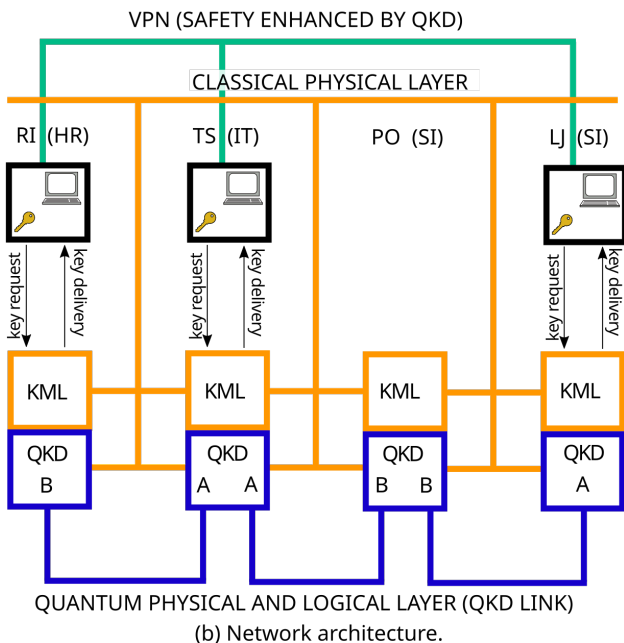 VPN (SAFETY ENHANCED BY QKD)
CLASSICAL PHYSICAL LAYER
RI (HR)
TS (IT)
PO (SI)
LJ (SI)
key request
key delivery
key request
key delivery
key request
key delivery
KML
KML
KML
KML
QKD
QKD
QKD
QKD
B
A A
B B
A
QUANTUM PHYSICAL AND LOGICAL LAYER (QKD LINK)
(b) Network architecture.